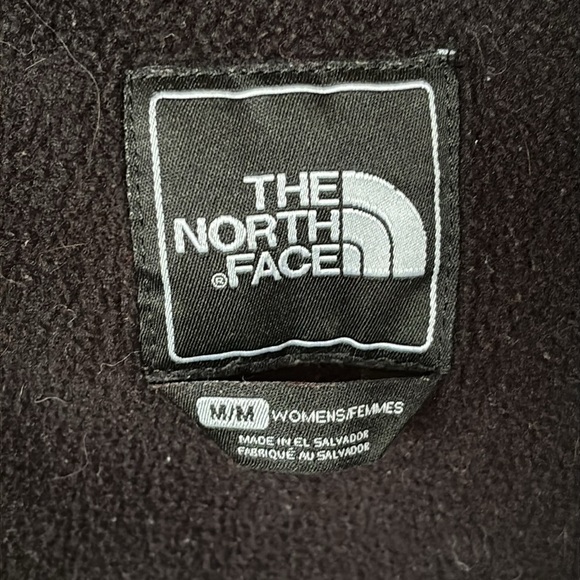 THE
NORTH
® FACE
M/M WOMENS/FEMMES
MADE IN EL SALVADOR
FABRIQUÉ AU SALVADOR